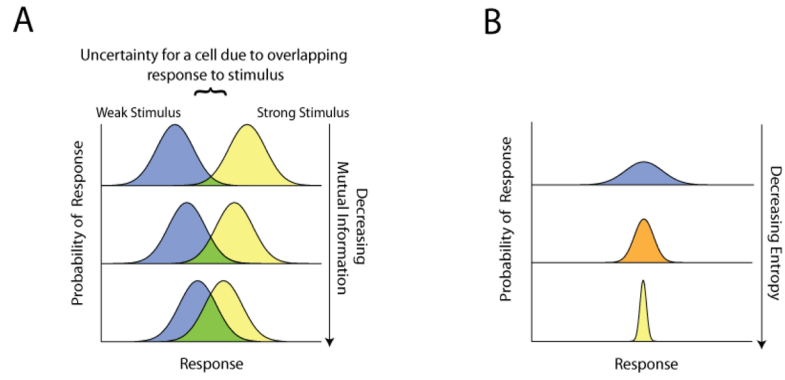 A
Uncertainty for a cell due to overlapping
response to stimulus
Weak Stimulus
Strong Stimulus
Probability of Response
Decreasing
Mutual Information
Response
B
Probability of Response
Decreasing Entropy
Response